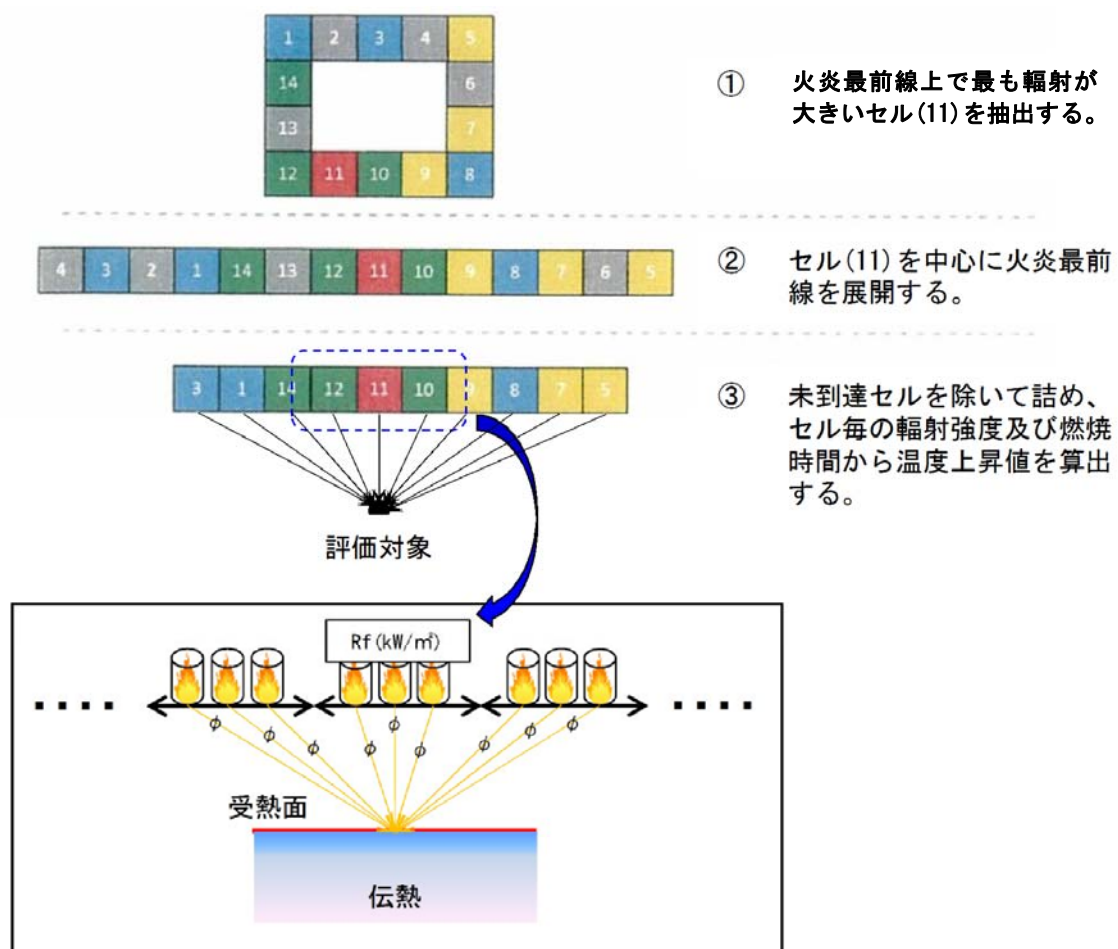 1 2 3 4 5
14 6
13 7
12 11 10 9 8
① 火炎最前線上で最も輻射が
大きいセル(11)を抽出する。
4 3 2 1 14 13 12 11 10 9 8 7 6 5
② セル(11)を中心に火炎最前
線を展開する。
3 1 14 12 11 10 9 8 7 5
③ 未到達セルを除いて詰め、
セル毎の輻射強度及び燃焼
時間から温度上昇値を算出
する。
評価対象
Rf(kW/㎡)
φ φ φ φ φ φ φ φ φ
受熱面
伝熱